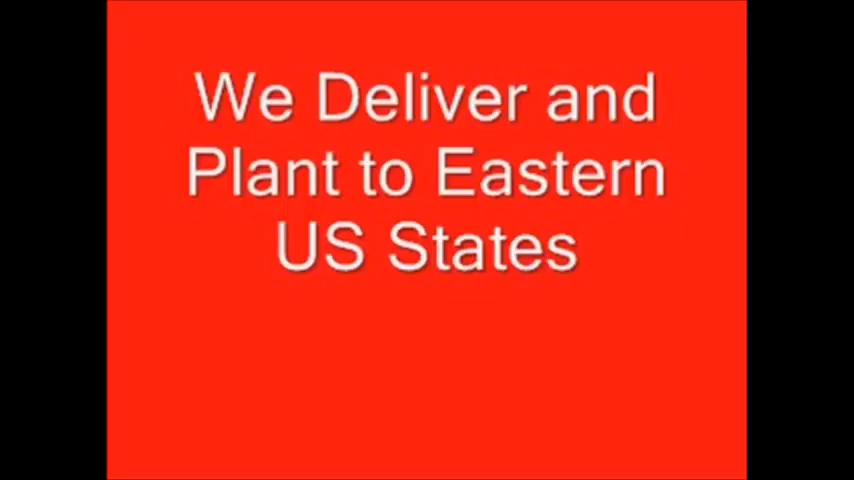 We Deliver and
Plant to Eastern
US States